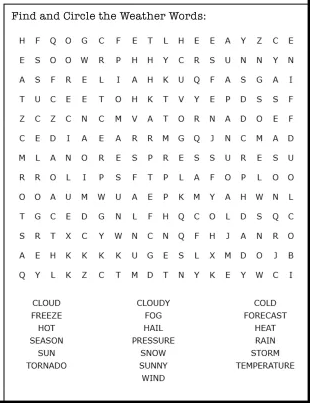 Find and Circle the Weather Words:
H F Q O G C F E T L H E E A Y Z C E
E S O O W R P H H Y C R S U N N Y N
A S F R E L I A H K U Q F A S G A I
T U C E E T O H K T V Y E P D S S F
Z C Z C N C M V A T O R N A D O E F
C E D I A E A R R M G Q J N C M A D
M L A N O R E S P R E S S U R E S U
R R O L I P S F T P L A F O P L O O
O O A U M W U A E P K M Y A H W N L
T G C E D G N L F H Q C O L D S Q C
S R T X C Y W N C N Q F H J A N R O
A E H K K K K U G E S L X M D O J B
Q Y L K Z C T M D T N Y K E Y W C I
CLOUD CLOUDY COLD
FREEZE FOG FORECAST
HOT HAIL HEAT
SEASON PRESSURE RAIN
SUN SNOW STORM
TORNADO SUNNY TEMPERATURE
WIND